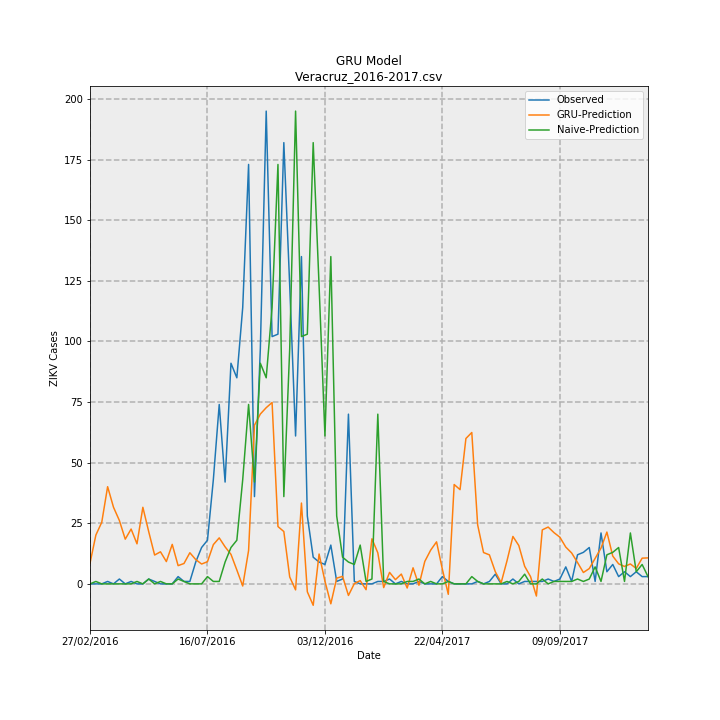 GRU Model
Veracruz_2016-2017.csv
Observed
GRU-Prediction
Naive-Prediction
ZIKV Cases
200
175
150
125
100
75
50
25
0
27/02/2016
16/07/2016
03/12/2016
22/04/2017
09/09/2017
Date